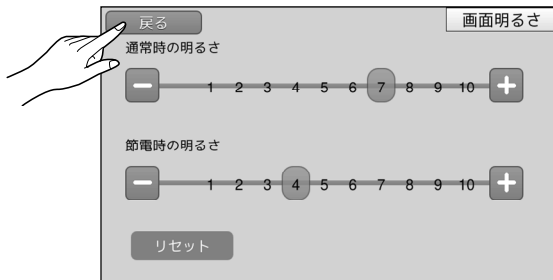 戻る
画面明るさ
通常時の明るさ
− 1 2 3 4 5 6 7 8 9 10 +
節電時の明るさ
− 1 2 3 4 5 6 7 8 9 10 +
リセット